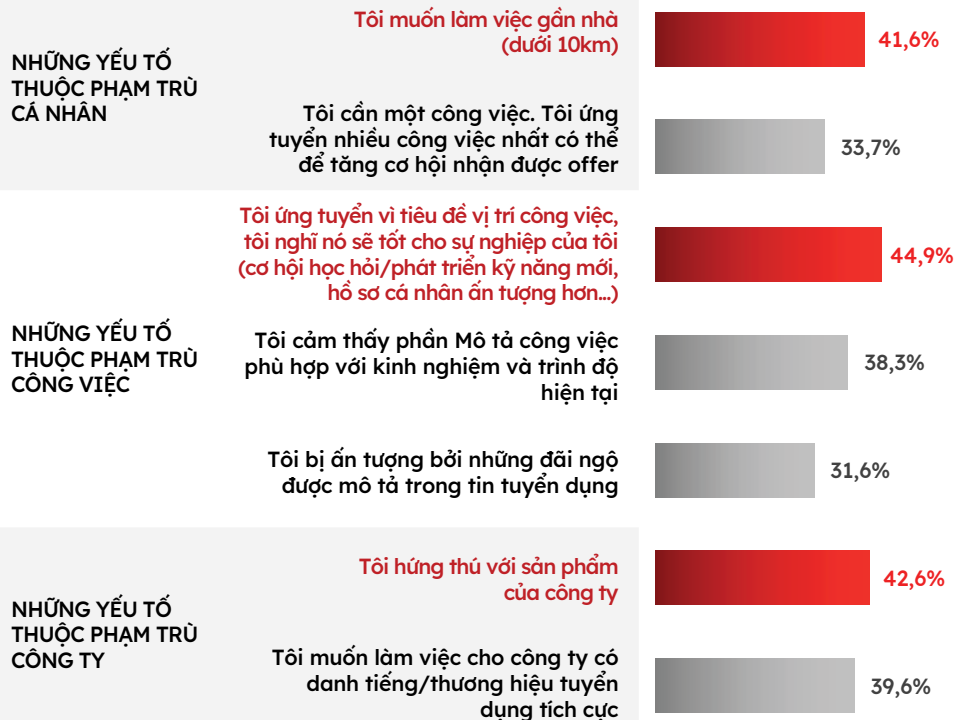 NHỮNG YẾU TỐ
THUỘC PHẠM TRÙ
CÁ NHÂN
Tôi muốn làm việc gần nhà
(dưới 10km)
41,6%
Tôi cần một công việc. Tôi ứng
tuyển nhiều công việc nhất có thể
để tăng cơ hội nhận được offer
33,7%
NHỮNG YẾU TỐ
THUỘC PHẠM TRÙ
CÔNG VIỆC
Tôi ứng tuyển vì tiêu đề vị trí công việc,
tôi nghĩ nó sẽ tốt cho sự nghiệp của tôi
(cơ hội học hỏi/phát triển kỹ năng mới,
hồ sơ cá nhân ấn tượng hơn...)
44,9%
Tôi cảm thấy phần Mô tả công việc
phù hợp với kinh nghiệm và trình độ
hiện tại
38,3%
Tôi bị ấn tượng bởi những đãi ngộ
được mô tả trong tin tuyển dụng
31,6%
NHỮNG YẾU TỐ
THUỘC PHẠM TRÙ
CÔNG TY
Tôi hứng thú với sản phẩm
của công ty
42,6%
Tôi muốn làm việc cho công ty có
danh tiếng/thương hiệu tuyển
dụng tích cực
39,6%